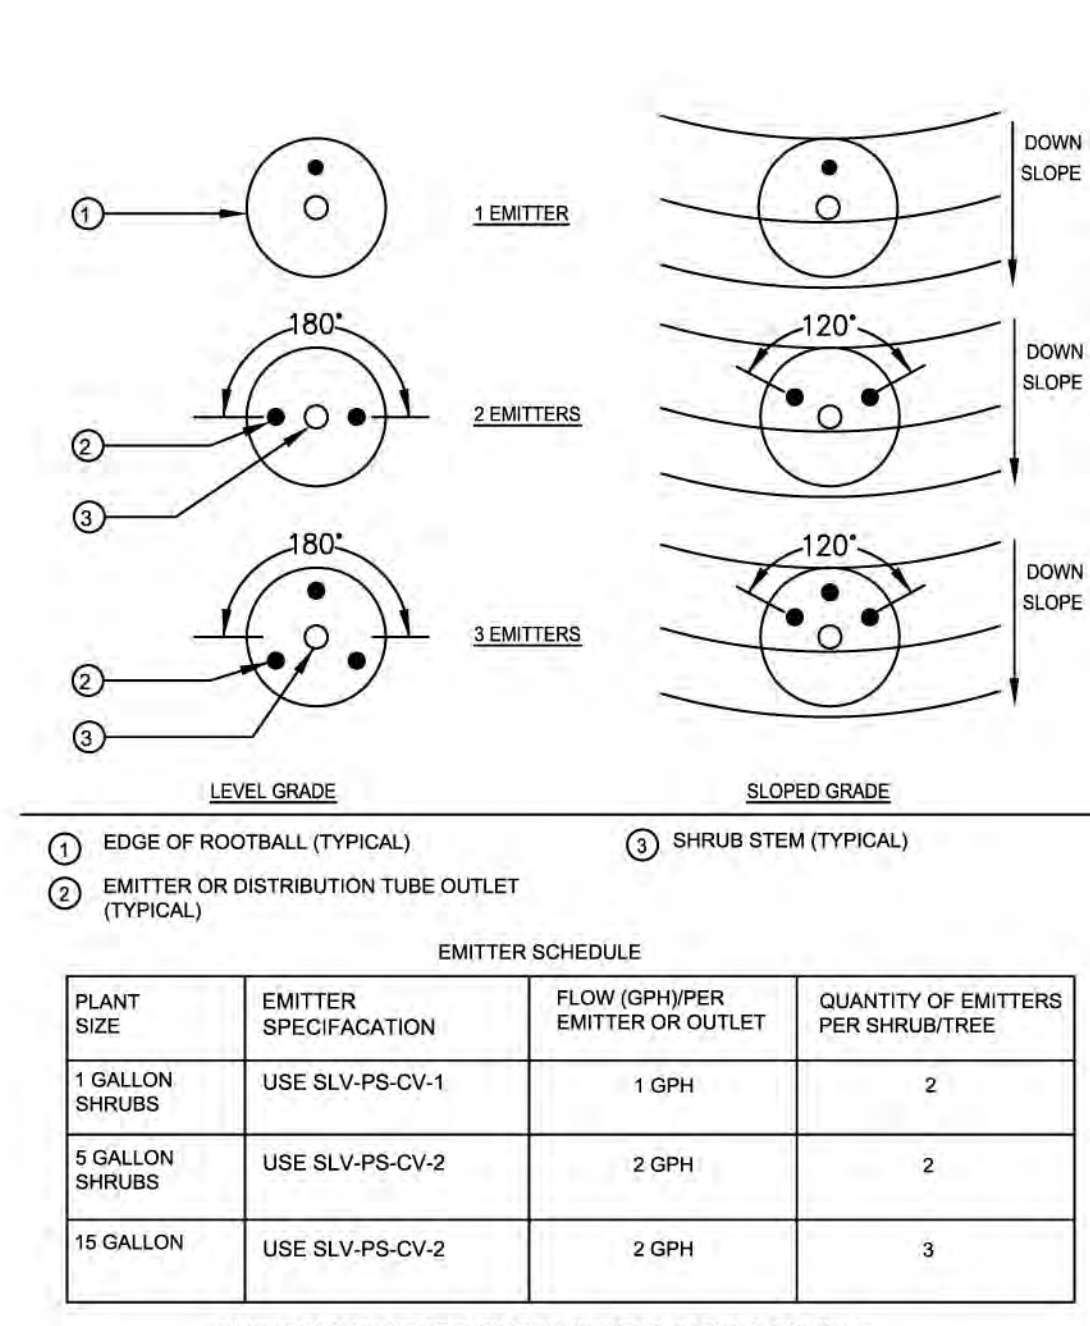 DOWN
SLOPE
1
1 EMITTER
180°
120°
DOWN
SLOPE
2 EMITTERS
2
3
180°
120°
DOWN
SLOPE
3 EMITTERS
2
3
LEVEL GRADE
SLOPED GRADE
1 EDGE OF ROOTBALL (TYPICAL)
3 SHRUB STEM (TYPICAL)
2 EMITTER OR DISTRIBUTION TUBE OUTLET
(TYPICAL)
EMITTER SCHEDULE
PLANT
SIZE
EMITTER
SPECIFACATION
FLOW (GPH)/PER
EMITTER OR OUTLET
QUANTITY OF EMITTERS
PER SHRUB/TREE
1 GALLON
SHRUBS
USE SLV-PS-CV-1
1 GPH
2
5 GALLON
SHRUBS
USE SLV-PS-CV-2
2 GPH
2
15 GALLON
USE SLV-PS-CV-2
2 GPH
3